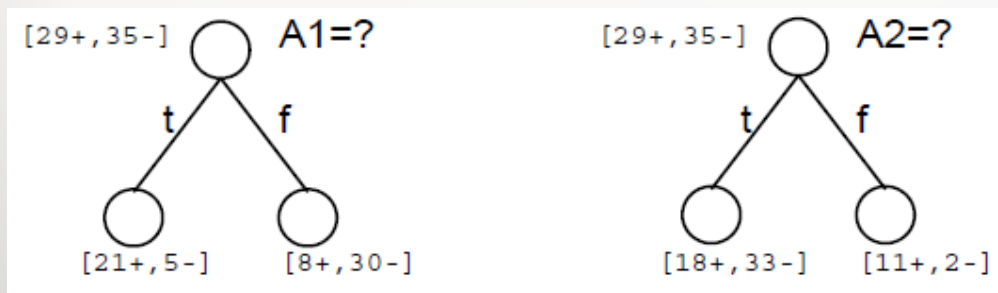 [29+,35-] A1=?
t f
[21+,5-] [8+,30-]
[29+,35-] A2=?
t f
[18+,33-] [11+,2-]